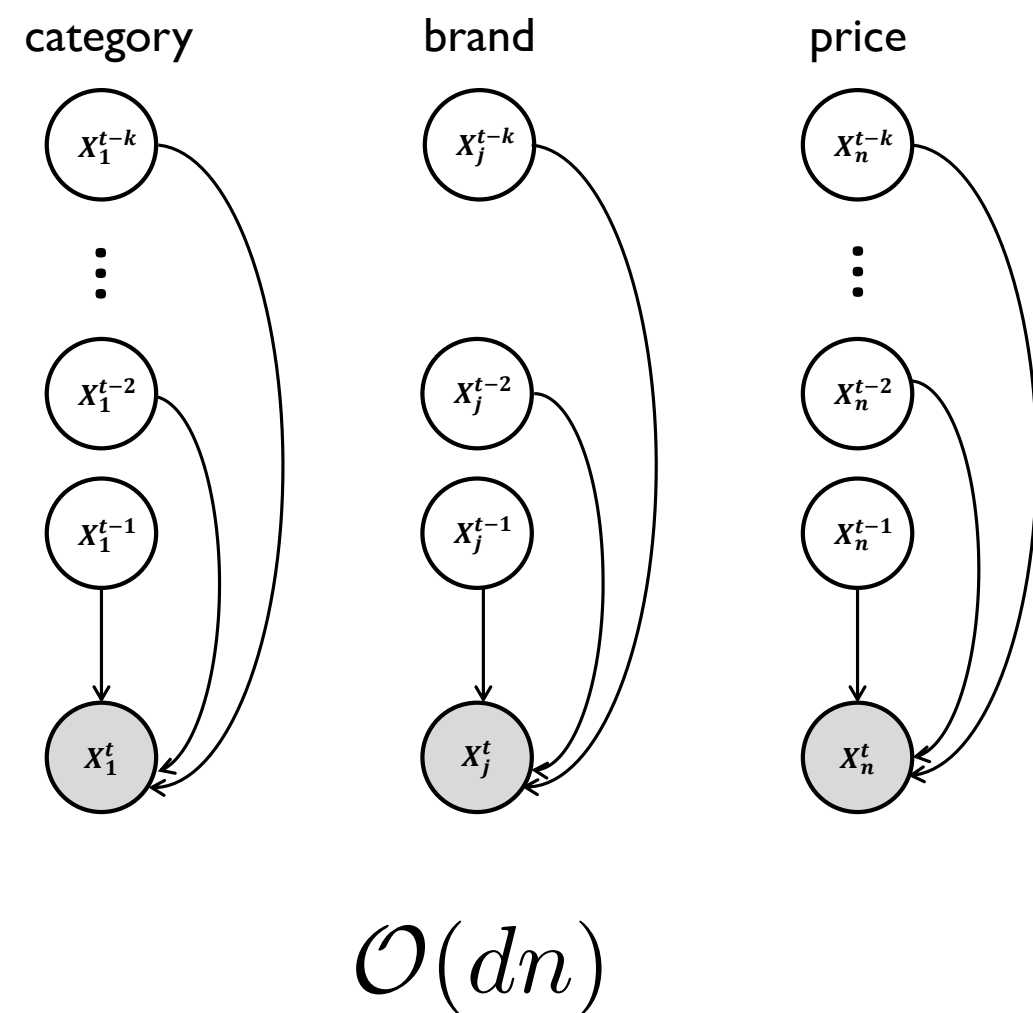 category brand price
X_1^{t-k} X_j^{t-k} X_n^{t-k}
⋮ ⋮
X_1^{t-2} X_j^{t-2} X_n^{t-2}
X_1^{t-1} X_j^{t-1} X_n^{t-1}
X_1^t X_j^t X_n^t
𝒪(dn)